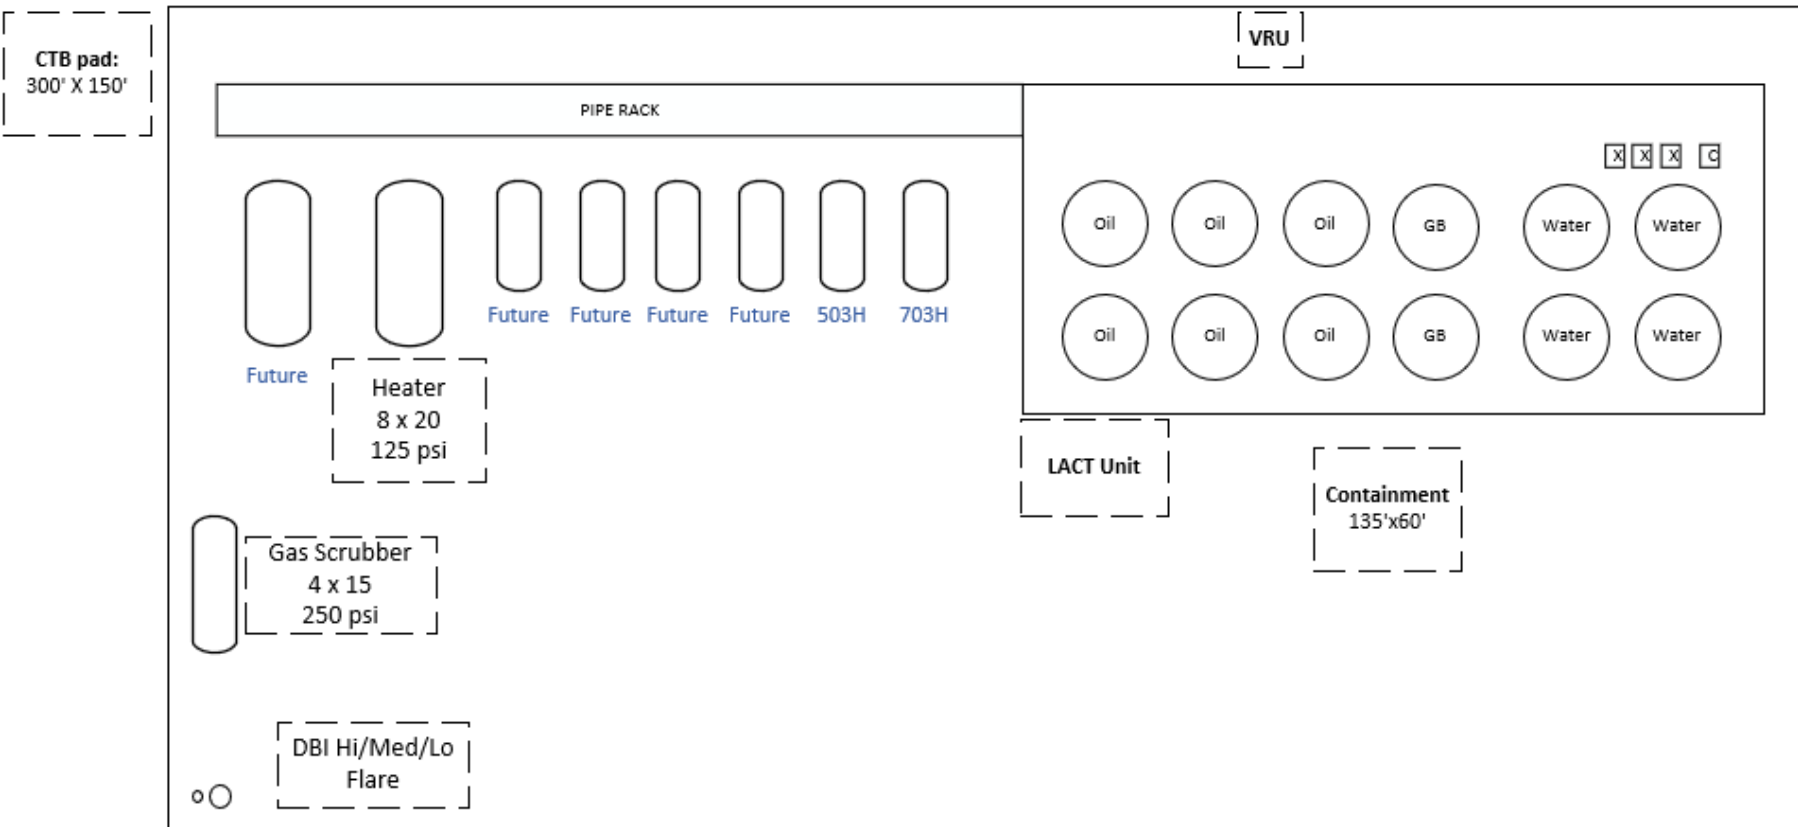 CTB pad:
300' X 150'
VRU
PIPE RACK
X X X C
Oil Oil Oil GB Water Water
Oil Oil Oil GB Water Water
Future Future Future Future 503H 703H
Future
Heater
8 x 20
125 psi
LACT Unit
Containment
135'x60'
Gas Scrubber
4 x 15
250 psi
DBI Hi/Med/Lo
Flare